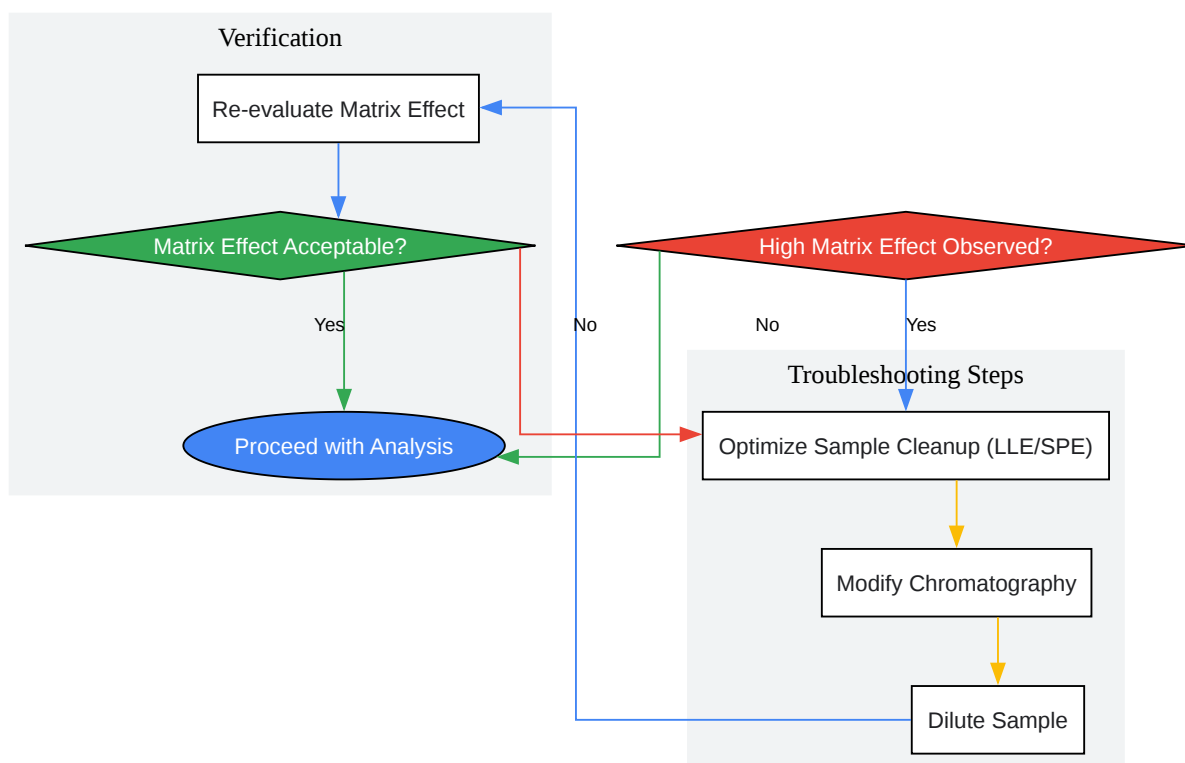 Verification
Re-evaluate Matrix Effect
Matrix Effect Acceptable?
High Matrix Effect Observed?
Yes
No
No
Yes
Troubleshooting Steps
Proceed with Analysis
Optimize Sample Cleanup (LLE/SPE)
Modify Chromatography
Dilute Sample